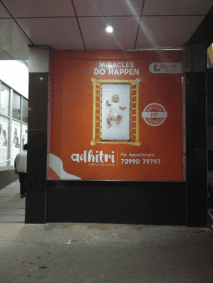 MIRACLES
DO HAPPEN
adhitri
For Appointment
73990 79797